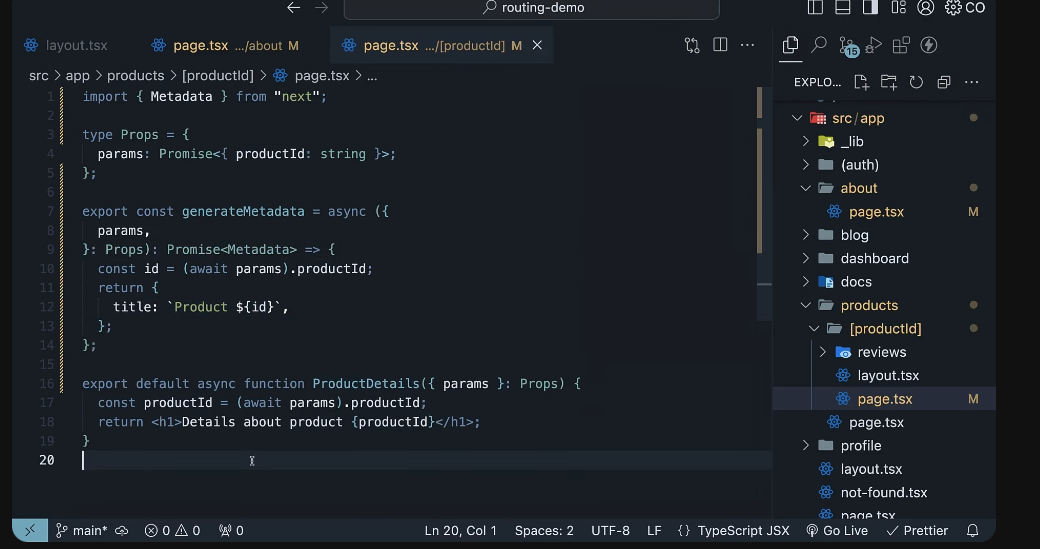 routing-demo
CO
layout.tsx
page.tsx .../about M
page.tsx .../[productId] M
src > app > products > [productId] > page.tsx > ...
1 import { Metadata } from "next";
2
3 type Props = {
4 params: Promise<{ productId: string }>;
5 };
6
7 export const generateMetadata = async ({
8 params,
9 }: Props): Promise<Metadata> => {
10 const id = (await params).productId;
11 return {
12 title: `Product ${id}`,
13 };
14 };
15
16 export default async function ProductDetails({ params }: Props) {
17 const productId = (await params).productId;
18 return <h1>Details about product {productId}</h1>;
19 }
20
15
EXPLO...
src/app
_lib
(auth)
about
page.tsx M
blog
dashboard
docs
products
[productId]
reviews
layout.tsx
page.tsx M
page.tsx
profile
layout.tsx
not-found.tsx
page.tsx
main* 0 0 0 Ln 20, Col 1 Spaces: 2 UTF-8 LF {} TypeScript JSX Go Live Prettier